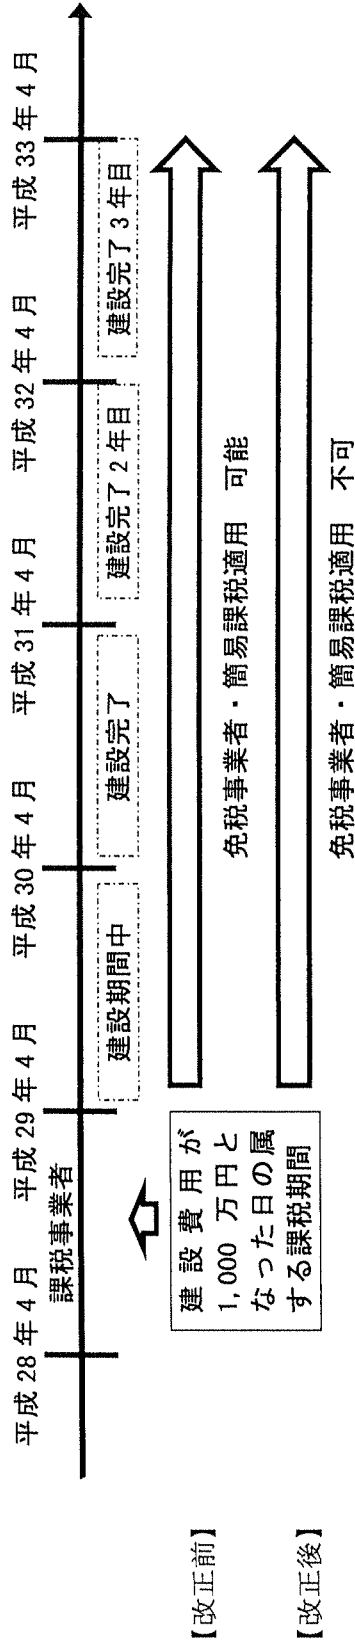 平成28年4月 平成29年4月 平成30年4月 平成31年4月 平成32年4月 平成33年4月
課税事業者
建設期間中 建設完了 建設完了2年目 建設完了3年目
【改正前】
建設費用が
1,000万円と
なった日の属
する課税期間
免税事業者・簡易課税適用 可能
【改正後】
免税事業者・簡易課税適用 不可